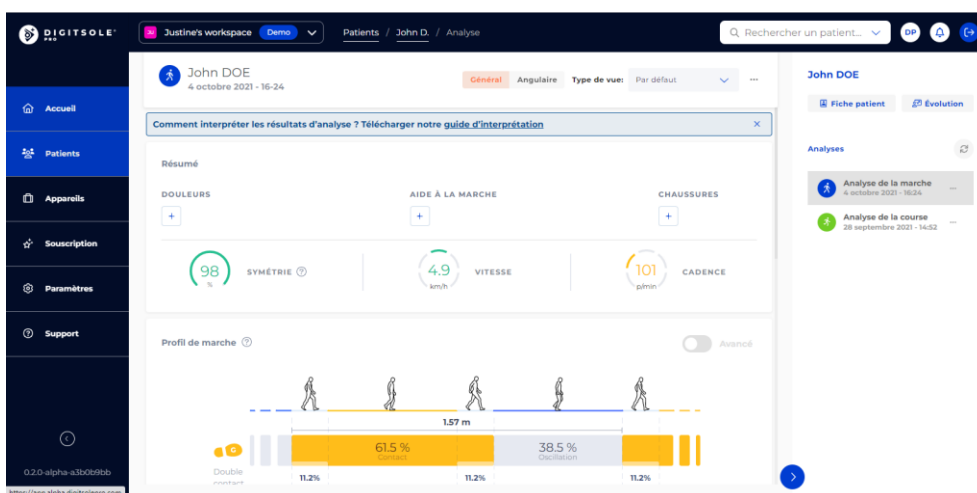 DIGITSOLE
PRO
JU Justine's workspace Demo
Patients / John D. / Analyse
Rechercher un patient...
DP
Accueil
Patients
Appareils
Souscription
Paramètres
Support
0.2.0-alpha-a3b0b9bb
John DOE
4 octobre 2021 - 16-24
Général Angulaire Type de vue: Par défaut
Comment interpréter les résultats d'analyse ? Télécharger notre guide d'interprétation
Résumé
DOULEURS AIDE À LA MARCHE CHAUSSURES
+ + +
98 % SYMÉTRIE ?
4.9 km/h VITESSE
101 p/min CADENCE
Profil de marche ?
Avancé
1.57 m
G
61.5 % 38.5 %
Contact Oscillation
Double
contact
11.2% 11.2% 11.2%
John DOE
Fiche patient Évolution
Analyses
Analyse de la marche
4 octobre 2021 - 16:24
Analyse de la course
28 septembre 2021 - 14:52